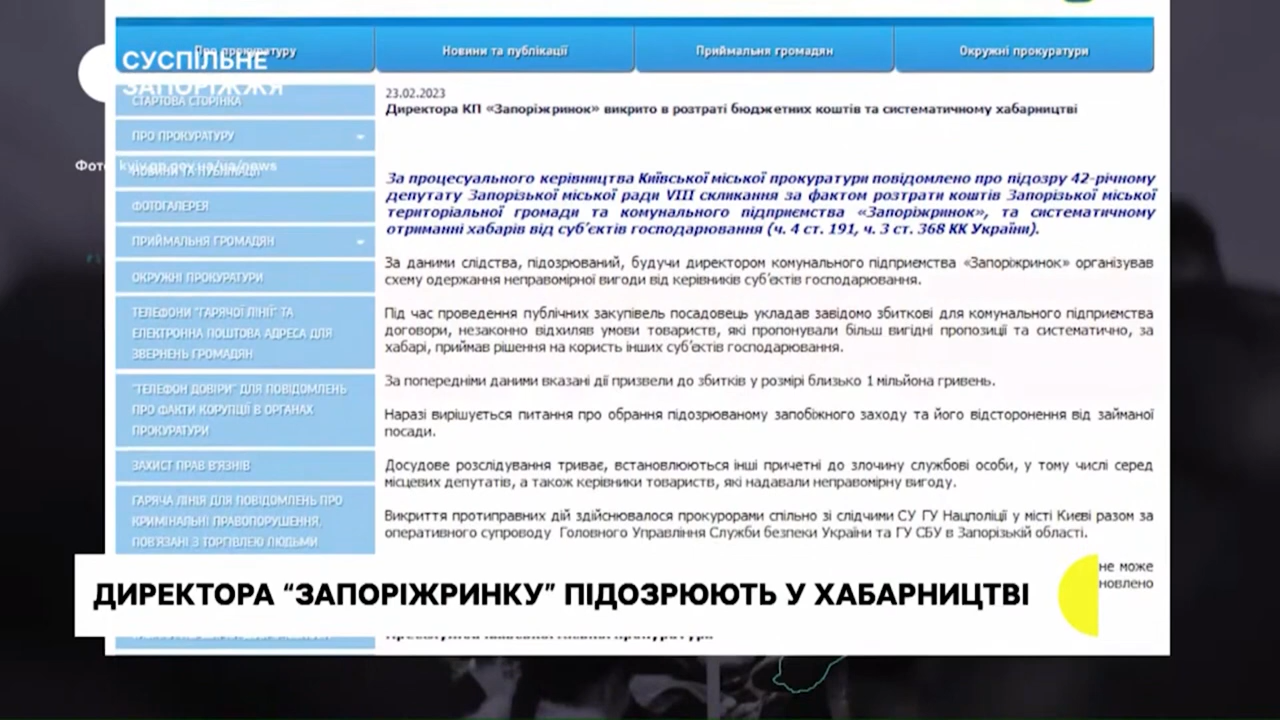 Про прокуратуру
Новини та публікації
Приймальня громадян
Окружні прокуратури
СУСПІЛЬНЕ
ЗАПОРІЖЖЯ
СТАРТОВА СТОРІНКА
ПРО ПРОКУРАТУРУ
Фото: kyiv.gp.gov.ua/ua/news
НОВИНИ ТА ПУБЛІКАЦІЇ
ФОТОГАЛЕРЕЯ
ПРИЙМАЛЬНЯ ГРОМАДЯН
ОКРУЖНІ ПРОКУРАТУРИ
ТЕЛЕФОНИ "ГАРЯЧОЇ ЛІНІЇ" ТА
ЕЛЕКТРОННА ПОШТОВА АДРЕСА ДЛЯ
ЗВЕРНЕНЬ ГРОМАДЯН
"ТЕЛЕФОН ДОВІРИ" ДЛЯ ПОВІДОМЛЕНЬ
ПРО ФАКТИ КОРУПЦІЇ В ОРГАНАХ
ПРОКУРАТУРИ
ЗАХИСТ ПРАВ В'ЯЗНІВ
ГАРЯЧА ЛІНІЯ ДЛЯ ПОВІДОМЛЕНЬ ПРО
КРИМІНАЛЬНІ ПРАВОПОРУШЕННЯ,
ПОВ'ЯЗАНІ З ТОРГІВЛЕЮ ЛЮДЬМИ
23.02.2023
Директора КП «Запоріжринок» викрито в розтраті бюджетних коштів та систематичному хабарництві
За процесуального керівництва Київської міської прокуратури повідомлено про підозру 42-річному
депутату Запорізької міської ради VIII скликання за фактом розтрати коштів Запорізької міської
територіальної громади та комунального підприємства «Запоріжринок», та систематичному
отриманні хабарів від суб’єктів господарювання (ч. 4 ст. 191, ч. 3 ст. 368 КК України).
За даними слідства, підозрюваний, будучи директором комунального підприємства «Запоріжринок» організував
схему одержання неправомірної вигоди від керівників суб’єктів господарювання.
Під час проведення публічних закупівель посадовець укладав завідомо збиткові для комунального підприємства
договори, незаконно відхиляв умови товариств, які пропонували більш вигідні пропозиції та систематично, за
хабарі, приймав рішення на користь інших суб’єктів господарювання.
За попередніми даними вказані дії призвели до збитків у розмірі близько 1 мільйона гривень.
Наразі вирішується питання про обрання підозрюваному запобіжного заходу та його відсторонення від займаної
посади.
Досудове розслідування триває, встановлюються інші причетні до злочину службові особи, у тому числі серед
місцевих депутатів, а також керівники товариств, які надавали неправомірну вигоду.
Викриття протиправних дій здійснювалося прокурорами спільно зі слідчими СУ ГУ Нацполіції у місті Києві разом за
оперативного супроводу Головного Управління Служби безпеки України та ГУ СБУ в Запорізькій області.
не може
новлено
ДИРЕКТОРА “ЗАПОРІЖРИНКУ” ПІДОЗРЮЮТЬ У ХАБАРНИЦТВІ